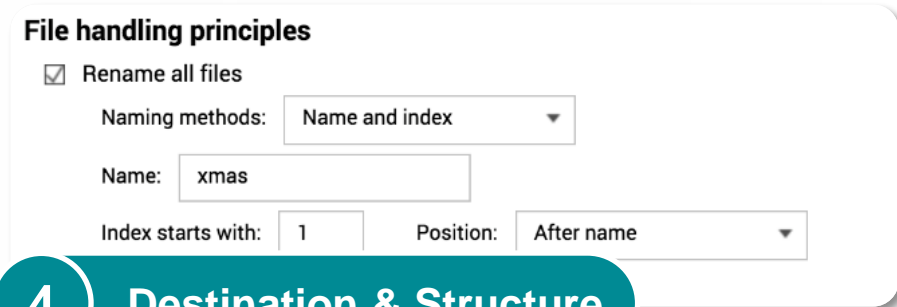 File handling principles
Rename all files
Naming methods: Name and index
Name: xmas
Index starts with: 1 Position: After name
4 Destination & Structure